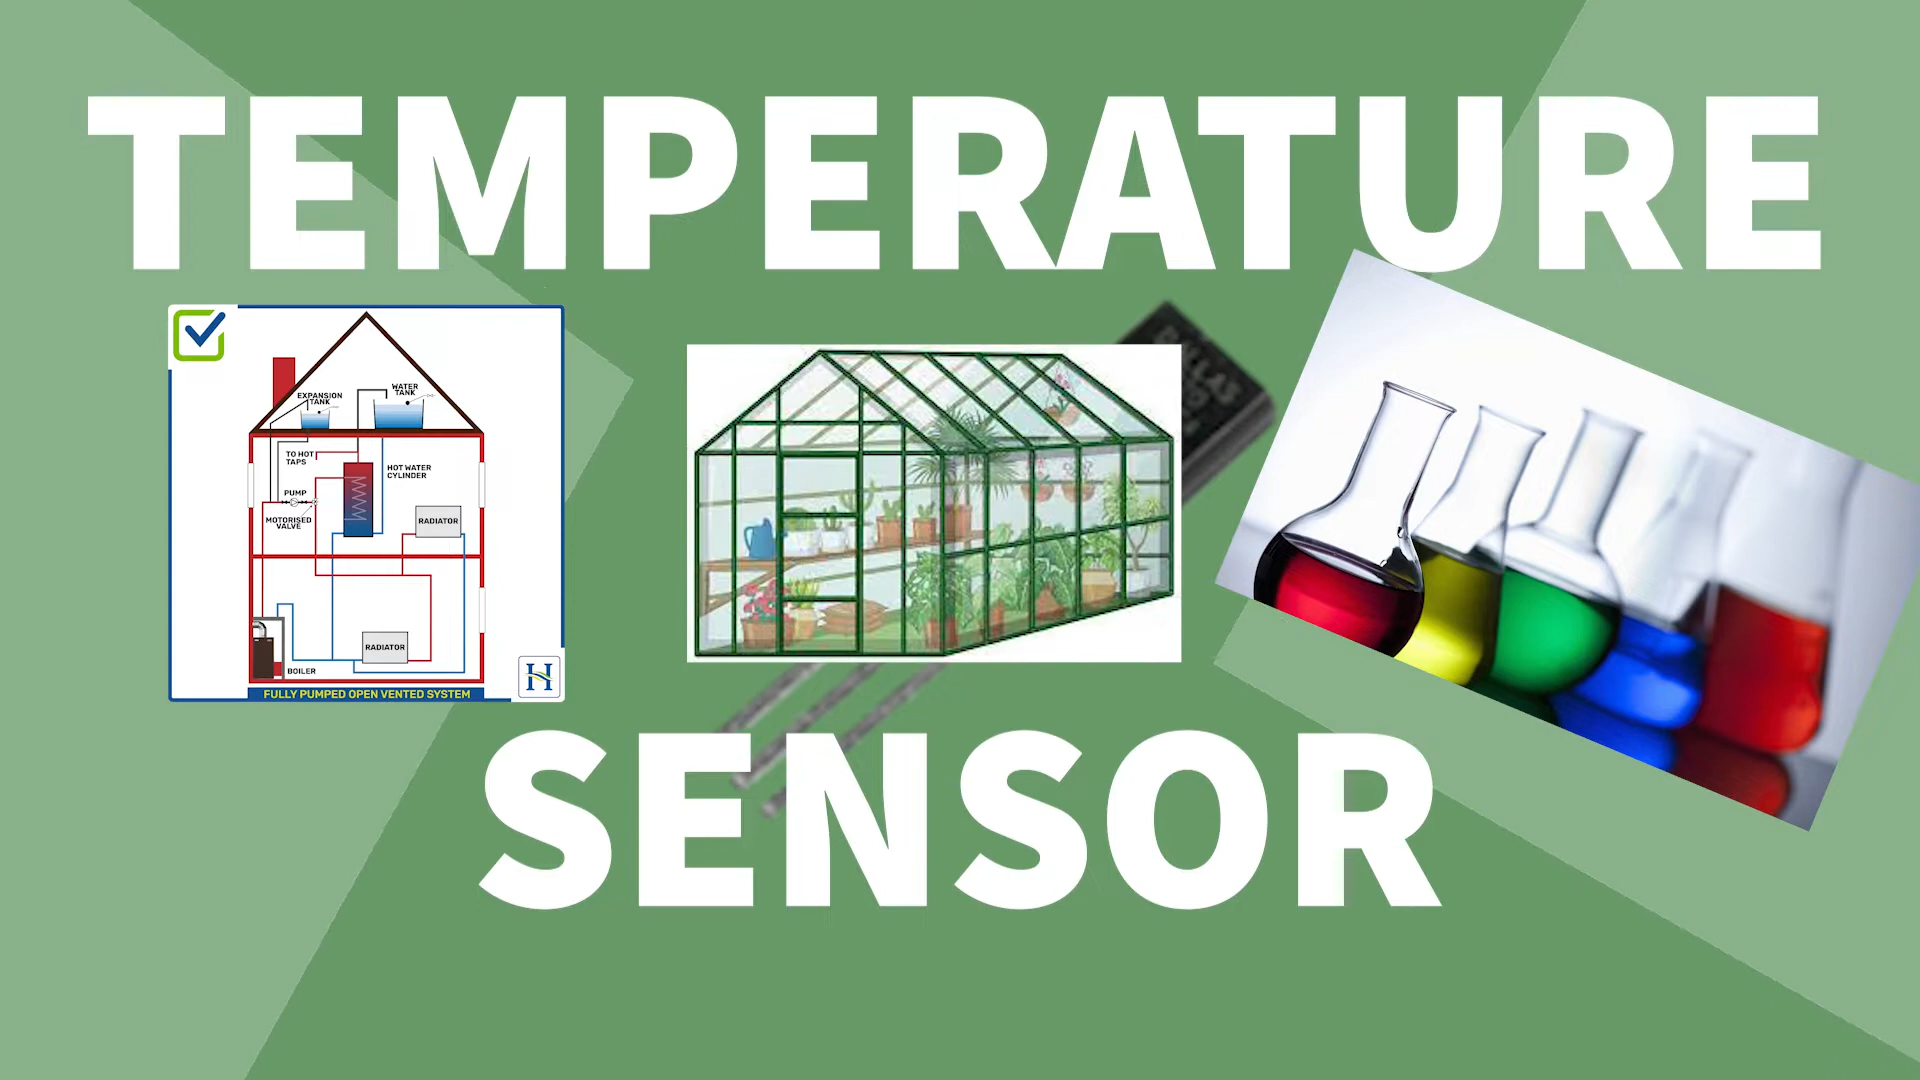 TEMPERATURE
EXPANSION
TANK
WATER
TANK
TO HOT
TAPS
HOT WATER
CYLINDER
PUMP
MOTORISED
VALVE
RADIATOR
RADIATOR
BOILER
FULLY PUMPED OPEN VENTED SYSTEM
H
DALLAS
SENSOR